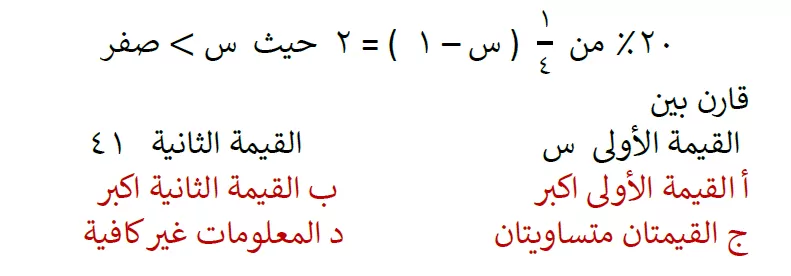 ٢٠٪ من ١/٤ ( س – ١ ) = ٢ حيث س > صفر
قارن بين
القيمة الأولى س القيمة الثانية ٤١
أ القيمة الأولى اكبر ب القيمة الثانية اكبر
ج القيمتان متساويتان د المعلومات غير كافية